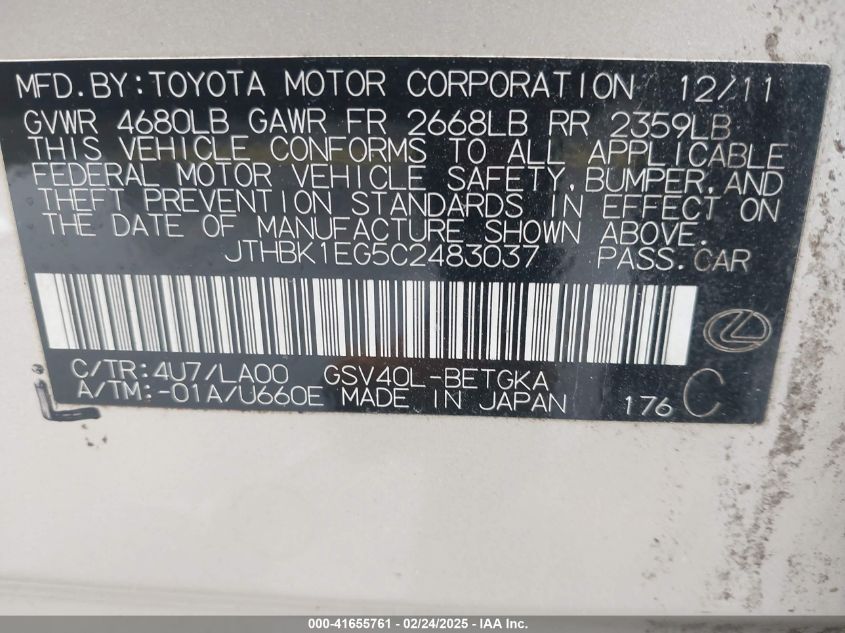 MFD.BY:TOYOTA MOTOR CORPORATION 12/11
GVWR 4680LB GAWR FR 2668LB RR 2359LB
THIS VEHICLE CONFORMS TO ALL APPLICABLE
FEDERAL MOTOR VEHICLE SAFETY,BUMPER,AND
THEFT PREVENTION STANDARDS IN EFFECT ON
THE DATE OF MANUFACTURE SHOWN ABOVE.
JTHBK1EG5C2483037 PASS.CAR
C/TR:4U7/LA00 GSV40L-BETGKA
A/TM:-01A/U660E MADE IN JAPAN 176 C
000-41655761 - 02/24/2025 - IAA Inc.